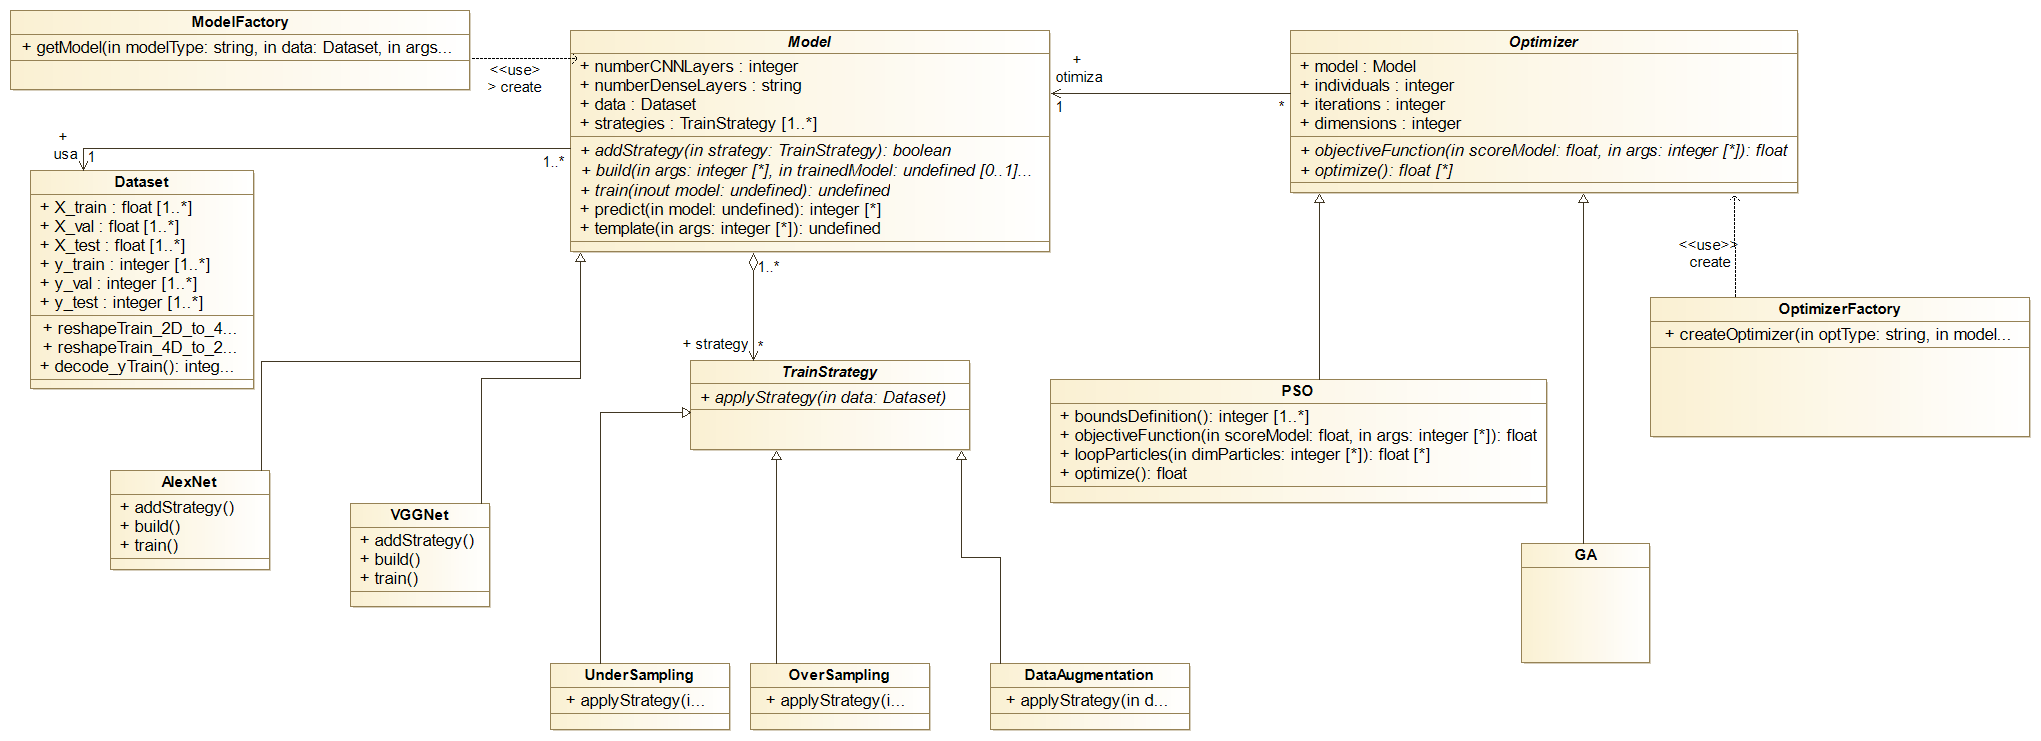 ModelFactory
+ getModel(in modelType: string, in data: Dataset, in args...
<<use>
> create
Model
+ numberCNNLayers : integer
+ numberDenseLayers : string
+ data : Dataset
+ strategies : TrainStrategy [1..*]
+ addStrategy(in strategy: TrainStrategy): boolean
+ build(in args: integer [*], in trainedModel: undefined [0..1]...
+ train(inout model: undefined): undefined
+ predict(in model: undefined): integer [*]
+ template(in args: integer [*]): undefined
+
otimiza
1
*
Optimizer
+ model : Model
+ individuals : integer
+ iterations : integer
+ dimensions : integer
+ objectiveFunction(in scoreModel: float, in args: integer [*]): float
+ optimize(): float [*]
+
usa
1
1..*
Dataset
+ X_train : float [1..*]
+ X_val : float [1..*]
+ X_test : float [1..*]
+ y_train : integer [1..*]
+ y_val : integer [1..*]
+ y_test : integer [1..*]
+ reshapeTrain_2D_to_4...
+ reshapeTrain_4D_to_2...
+ decode_yTrain(): integ...
1..*
+ strategy
*
TrainStrategy
+ applyStrategy(in data: Dataset)
<<use>>
create
OptimizerFactory
+ createOptimizer(in optType: string, in model...
PSO
+ boundsDefinition(): integer [1..*]
+ objectiveFunction(in scoreModel: float, in args: integer [*]): float
+ loopParticles(in dimParticles: integer [*]): float [*]
+ optimize(): float
AlexNet
+ addStrategy()
+ build()
+ train()
VGGNet
+ addStrategy()
+ build()
+ train()
GA
UnderSampling
+ applyStrategy(i...
OverSampling
+ applyStrategy(i...
DataAugmentation
+ applyStrategy(in d...